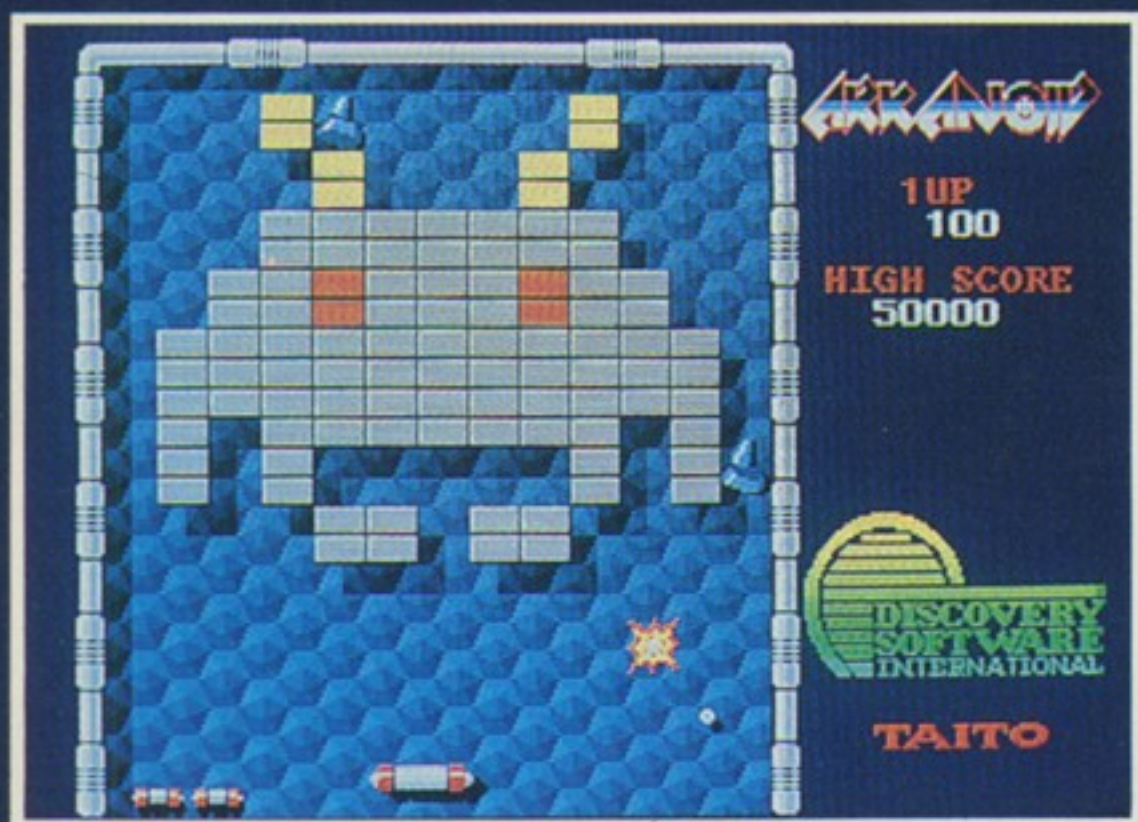 ARKANOID
1UP
100
HIGH SCORE
50000
DISCOVERY
SOFTWARE
INTERNATIONAL
TAITO